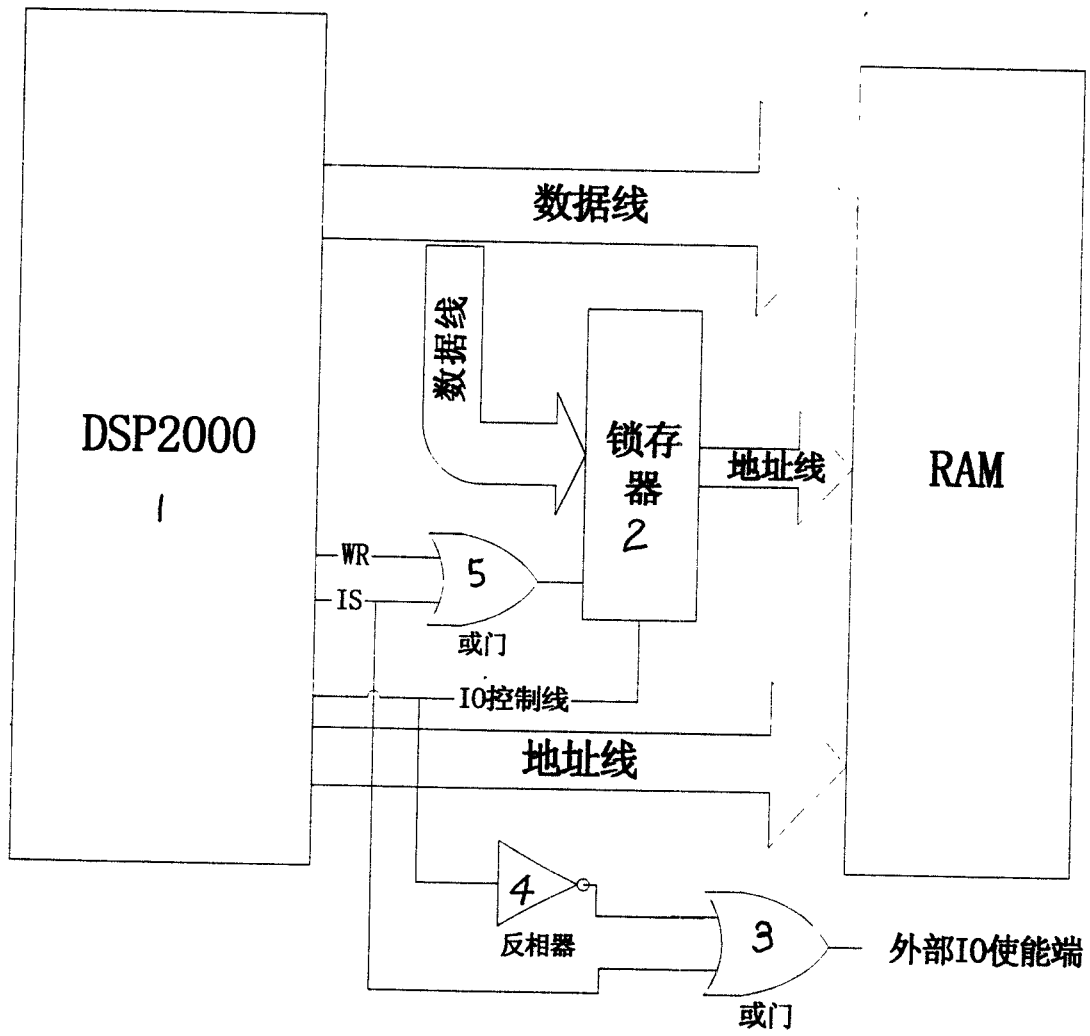 数据线
数据线
DSP2000
1
锁存器
2
地址线
RAM
WR
IS
5
或门
IO控制线
地址线
4
反相器
3
外部IO使能端
或门